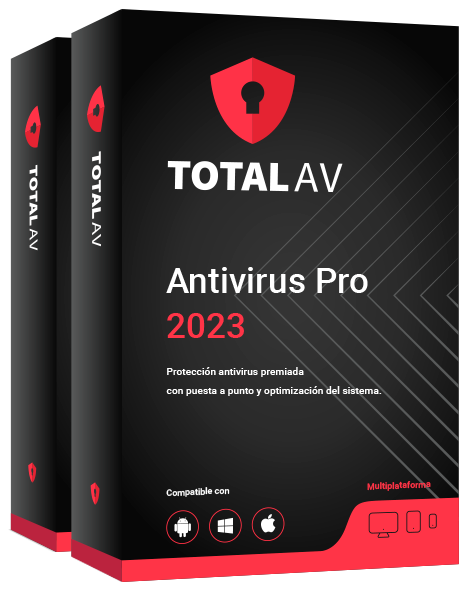 TOTAL AV
TOTAL AV
TOTAL AV
Antivirus Pro
2023
Protección antivirus premiada
con puesta a punto y optimización del sistema.
Compatible con
Multiplataforma